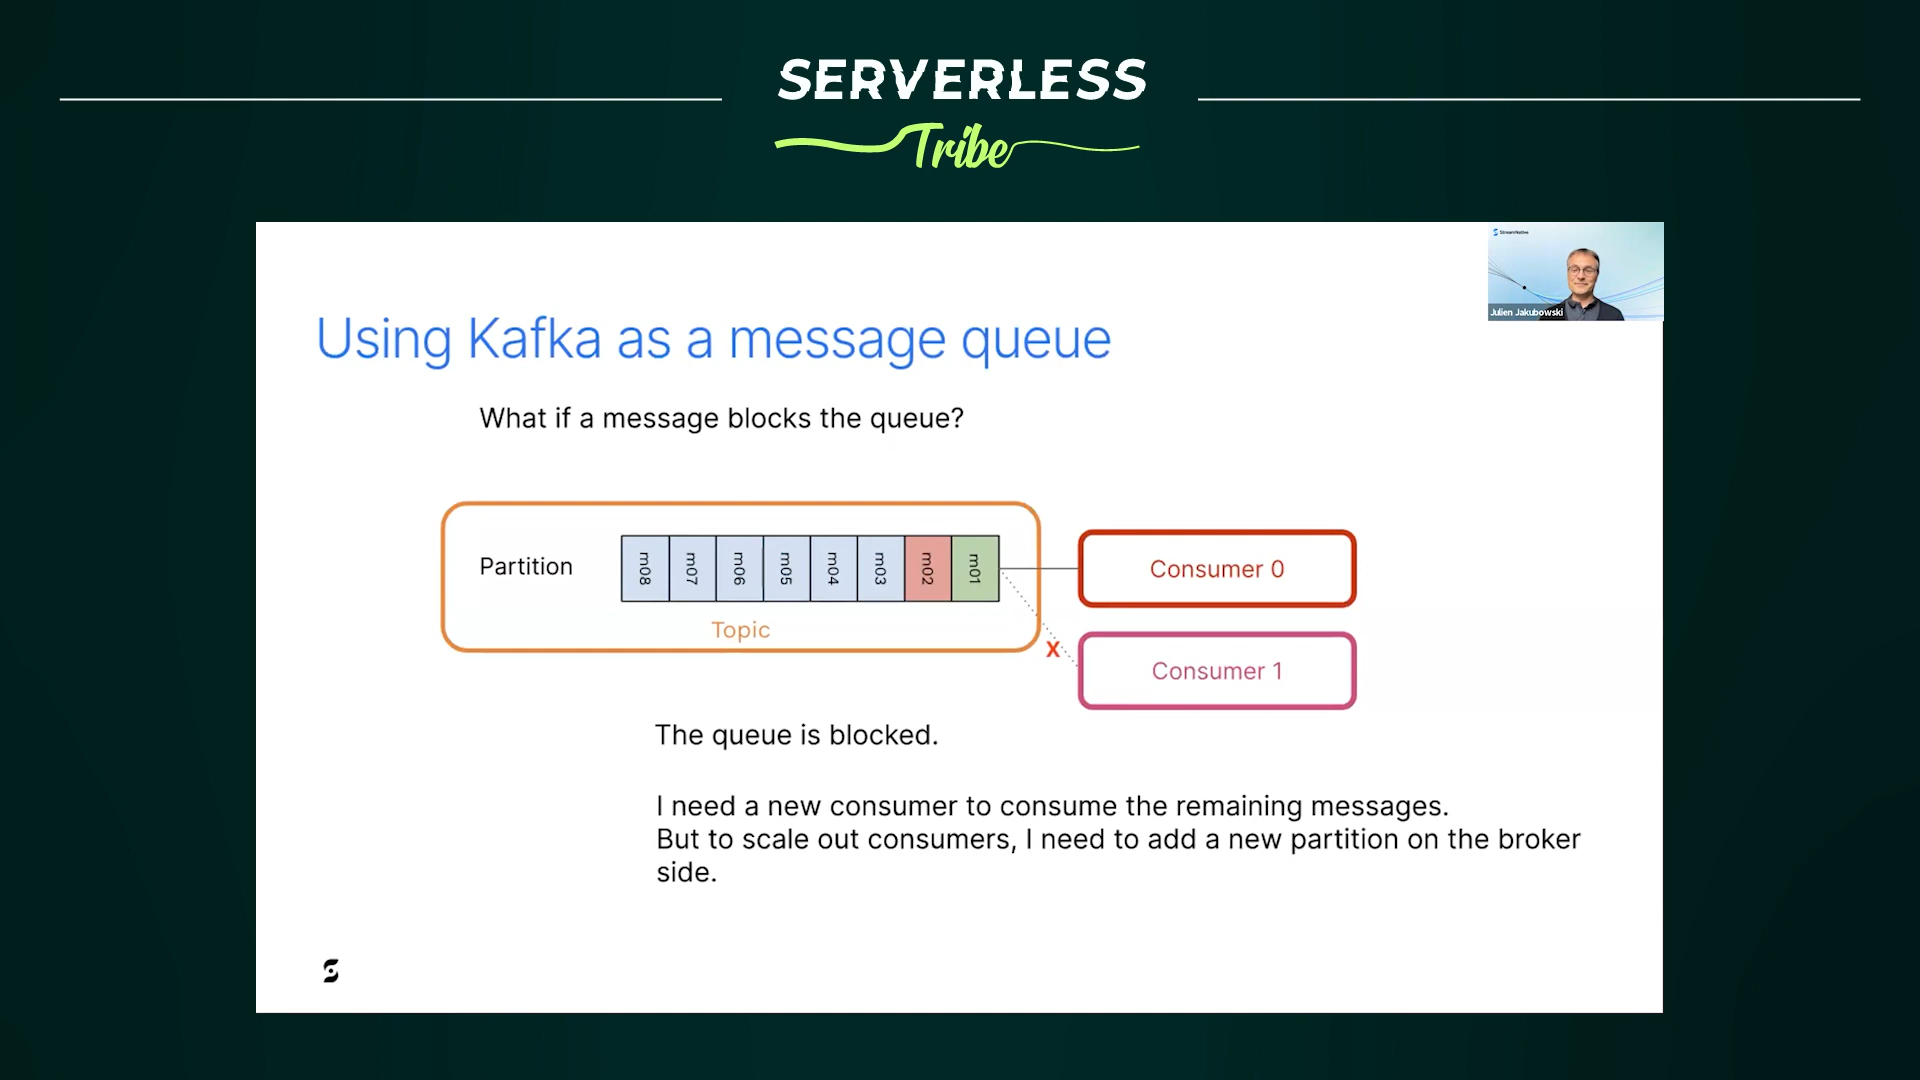 SERVERLESS
Tribe
StreamNative
Julien Jakubowski
Using Kafka as a message queue
What if a message blocks the queue?
Partition
m08 m07 m06 m05 m04 m03 m02 m01
Topic
Consumer 0
X
Consumer 1
The queue is blocked.
I need a new consumer to consume the remaining messages.
But to scale out consumers, I need to add a new partition on the broker
side.